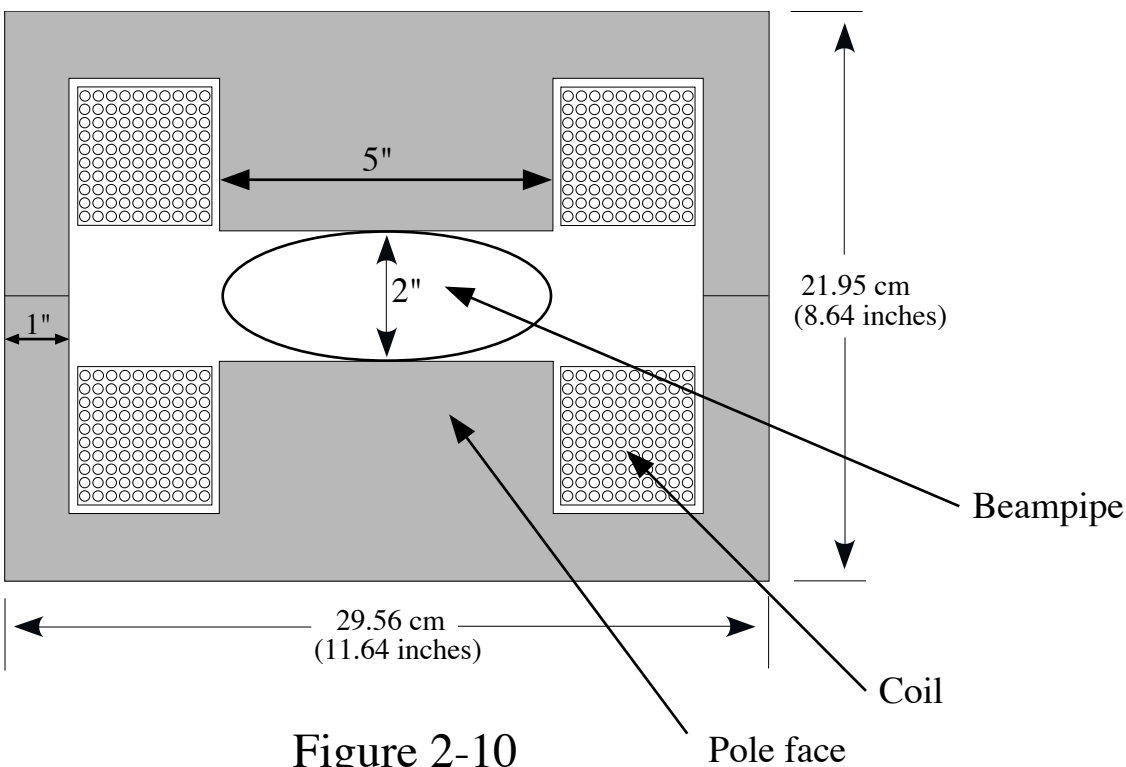 5"
2"
1"
21.95 cm
(8.64 inches)
Beampipe
29.56 cm
(11.64 inches)
Coil
Pole face
Figure 2-10